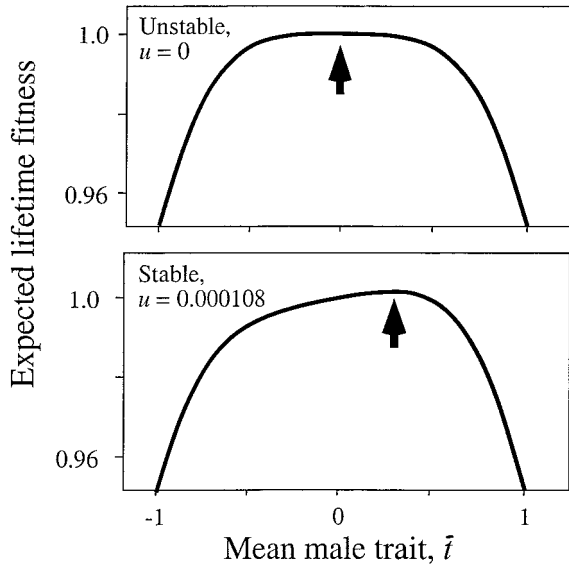 Expected lifetime fitness
1.0
0.96
Unstable,
u = 0
1.0
0.96
Stable,
u = 0.000108
-1 0 1
Mean male trait, t̄